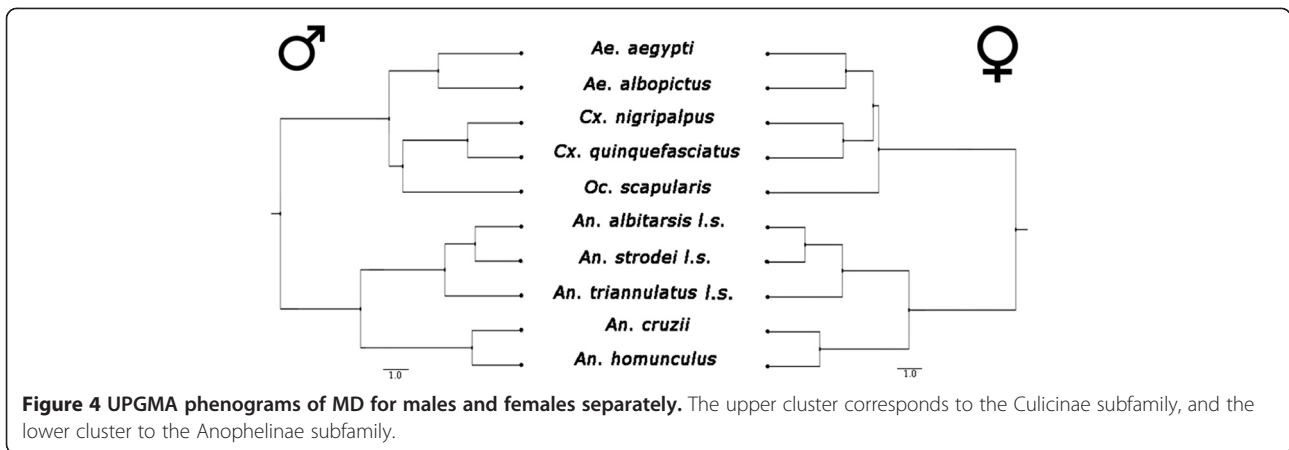 ♂
♀
Ae. aegypti
Ae. albopictus
Cx. nigripalpus
Cx. quinquefasciatus
Oc. scapularis
An. albitarsis l.s.
An. strodei l.s.
An. triannulatus l.s.
An. cruzii
An. homunculus
1.0
1.0
Figure 4 UPGMA phenograms of MD for males and females separately. The upper cluster corresponds to the Culicinae subfamily, and the
lower cluster to the Anophelinae subfamily.